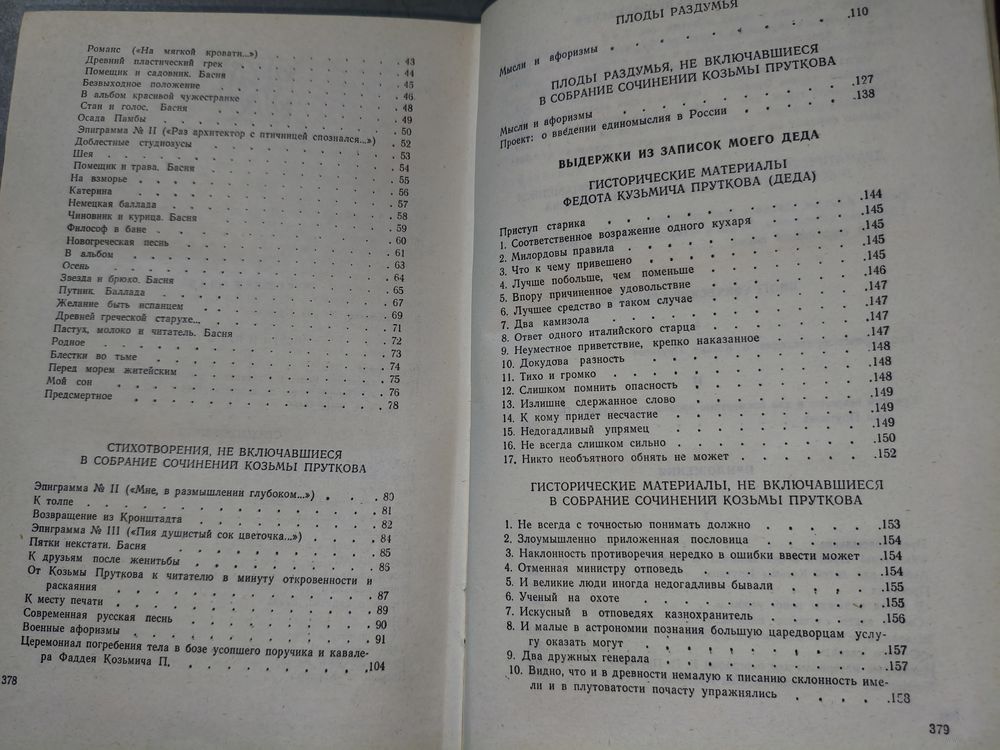 Романс («На мягкой кровати...») . . . 43
Древний пластический грек . . . 44
Помещик и садовник. Басня . . . 45
Безвыходное положение . . . 46
В альбом красивой чужестранке . . . 48
Стан и голос. Басня . . . 49
Осада Памбы . . . 50
Эпиграмма № II («Раз архитектор с птичницей спознался...») . 52
Доблестные студиозусы . . . 53
Шея . . . 54
Помещик и трава. Басня . . . 55
На взморье . . . 56
Катерина . . . 57
Немецкая баллада . . . 58
Чиновник и курица. Басня . . . 59
Философ в бане . . . 60
Новогреческая песнь . . . 61
В альбом . . . 63
Осень . . . 64
Звезда и брюхо. Басня . . . 65
Путник. Баллада . . . 67
Желание быть испанцем . . . 69
Древней греческой старухе... . . . 71
Пастух, молоко и читатель. Басня . . . 72
Родное . . . 73
Блестки во тьме . . . 74
Перед морем житейским . . . 75
Мой сон . . . 76
Предсмертное . . . 78
СТИХОТВОРЕНИЯ, НЕ ВКЛЮЧАВШИЕСЯ
В СОБРАНИЕ СОЧИНЕНИЙ КОЗЬМЫ ПРУТКОВА
Эпиграмма № II («Мне, в размышлении глубоком...») . . . 80
К толпе . . . 81
Возвращение из Кронштадта . . . 82
Эпиграмма № III («Пия душистый сок цветочка...») . . . 84
Пятки некстати. Басня . . . 85
К друзьям после женитьбы . . . 86
От Козьмы Пруткова к читателю в минуту откровенности и
раскаяния . . . 87
К месту печати . . . 89
Современная русская песнь . . . 90
Военные афоризмы . . . 91
Церемониал погребения тела в бозе усопшего поручика и кавале-
ра Фаддея Козьмича П. . . . 104
378
ПЛОДЫ РАЗДУМЬЯ
Мысли и афоризмы . . . 110
ПЛОДЫ РАЗДУМЬЯ, НЕ ВКЛЮЧАВШИЕСЯ
В СОБРАНИЕ СОЧИНЕНИЙ КОЗЬМЫ ПРУТКОВА
Мысли и афоризмы . . . 127
Проект: о введении единомыслия в России . . . 138
ВЫДЕРЖКИ ИЗ ЗАПИСОК МОЕГО ДЕДА
ГИСТОРИЧЕСКИЕ МАТЕРИАЛЫ
ФЕДОТА КУЗЬМИЧА ПРУТКОВА (ДЕДА)
Приступ старика . . . 144
1. Соответственное возражение одного кухаря . . . 145
2. Милордовы правила . . . 145
3. Что к чему привешено . . . 145
4. Лучше побольше, чем поменьше . . . 145
5. Впору причиненное удовольствие . . . 146
6. Лучшее средство в таком случае . . . 147
7. Два камизола . . . 147
8. Ответ одного италийского старца . . . 147
9. Неуместное приветствие, крепко наказанное . . . 147
10. Докудова разность . . . 148
11. Тихо и громко . . . 148
12. Слишком помнить опасность . . . 148
13. Излишне сдержанное слово . . . 149
14. К кому придет несчастие . . . 149
15. Недогадливый упрямец . . . 149
16. Не всегда слишком сильно . . . 150
17. Никто необъятного обнять не может . . . 152
ГИСТОРИЧЕСКИЕ МАТЕРИАЛЫ, НЕ ВКЛЮЧАВШИЕСЯ
В СОБРАНИЕ СОЧИНЕНИЙ КОЗЬМЫ ПРУТКОВА
1. Не всегда с точностью понимать должно . . . 153
2. Злоумышленно приложенная пословица . . . 154
3. Наклонность противоречия нередко в ошибки ввести может . 154
4. Отменная министру отповедь . . . 154
5. И великие люди иногда недогадливы бывали . . . 155
6. Ученый на охоте . . . 155
7. Искусный в отповедях казнохранитель . . . 156
8. И малые в астрономии познания большую царедворцам услу-
гу оказать могут . . . 157
9. Два дружных генерала . . . 157
10. Видно, что и в древности немалую к писанию склонность име-
ли и в плутоватости почасту упражнялись . . . 158
379